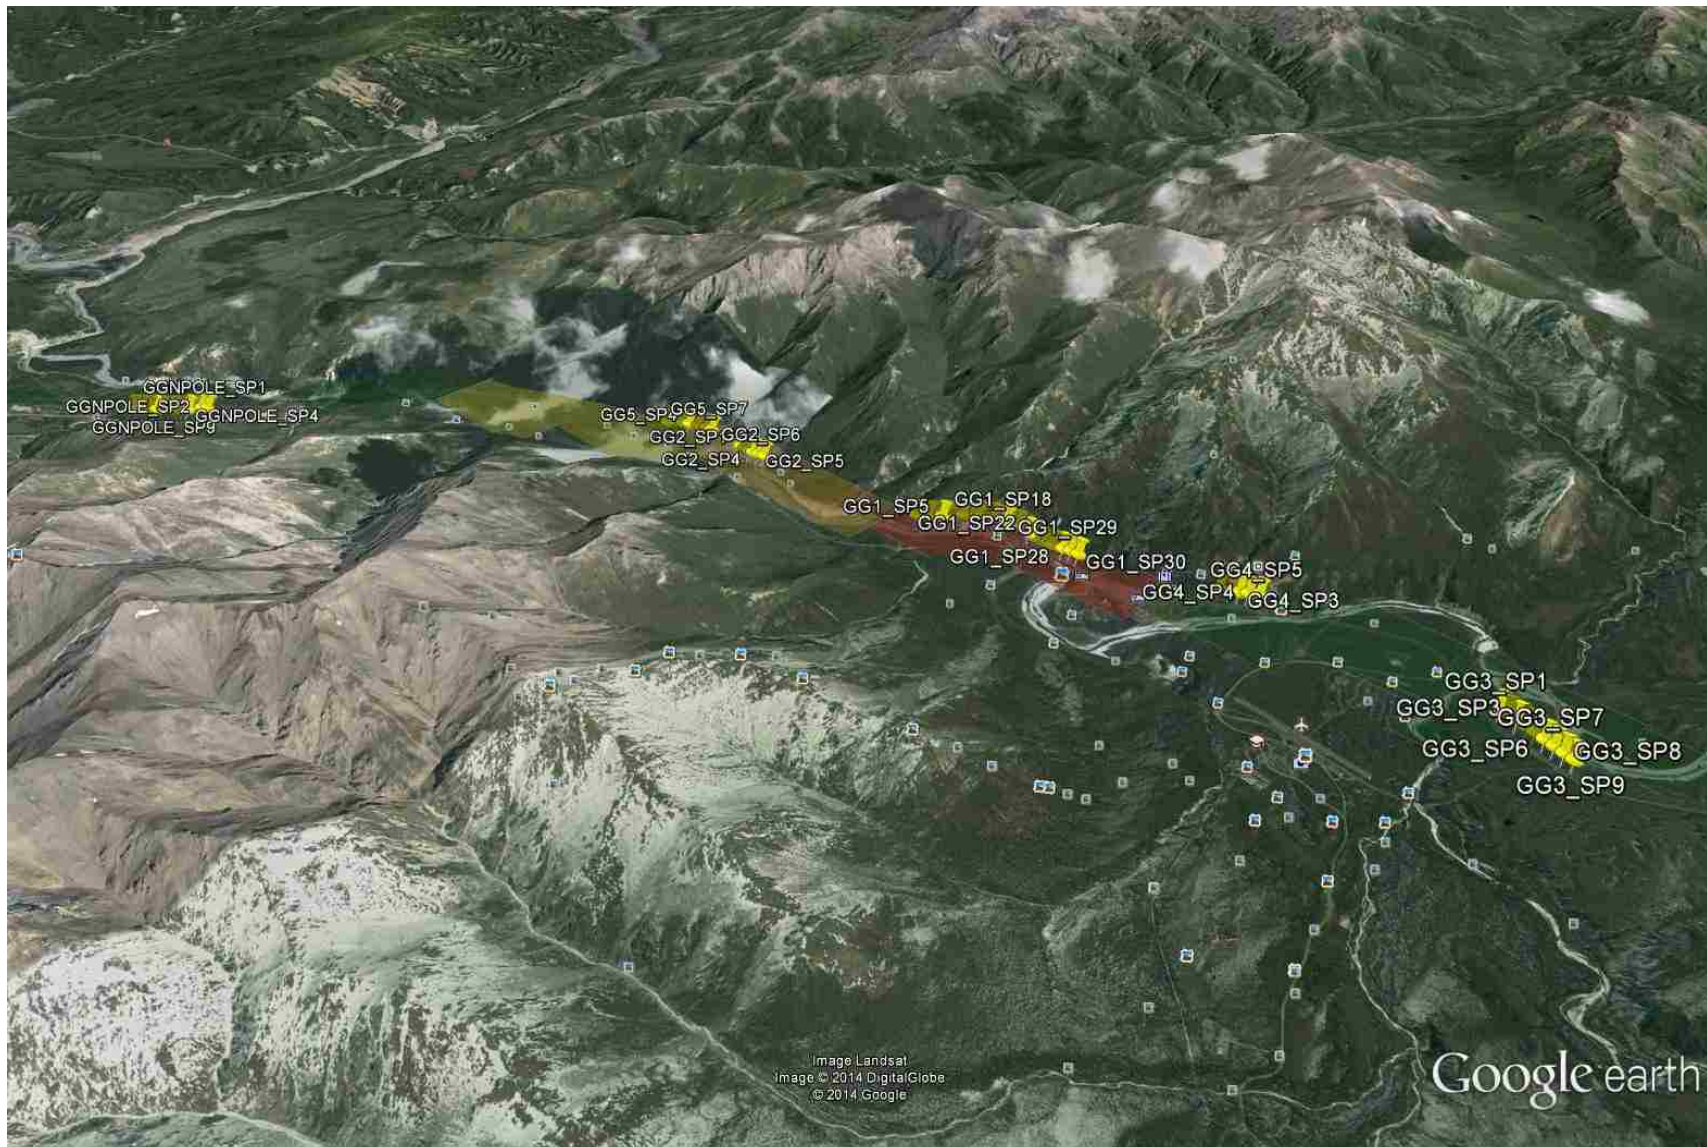 GGNPOLE_SP1
GGNPOLE_SP2
GGNPOLE_SP4
GGNPOLE_SP9
GG5_SP4
GG5_SP7
GG2_SP
GG2_SP6
GG2_SP4
GG2_SP5
GG1_SP5
GG1_SP18
GG1_SP22
GG1_SP29
GG1_SP28
GG1_SP30
GG4_SP5
GG4_SP4
GG4_SP3
GG3_SP1
GG3_SP3
GG3_SP7
GG3_SP6
GG3_SP8
GG3_SP9
Image Landsat
Image © 2014 DigitalGlobe
© 2014 Google
Google earth